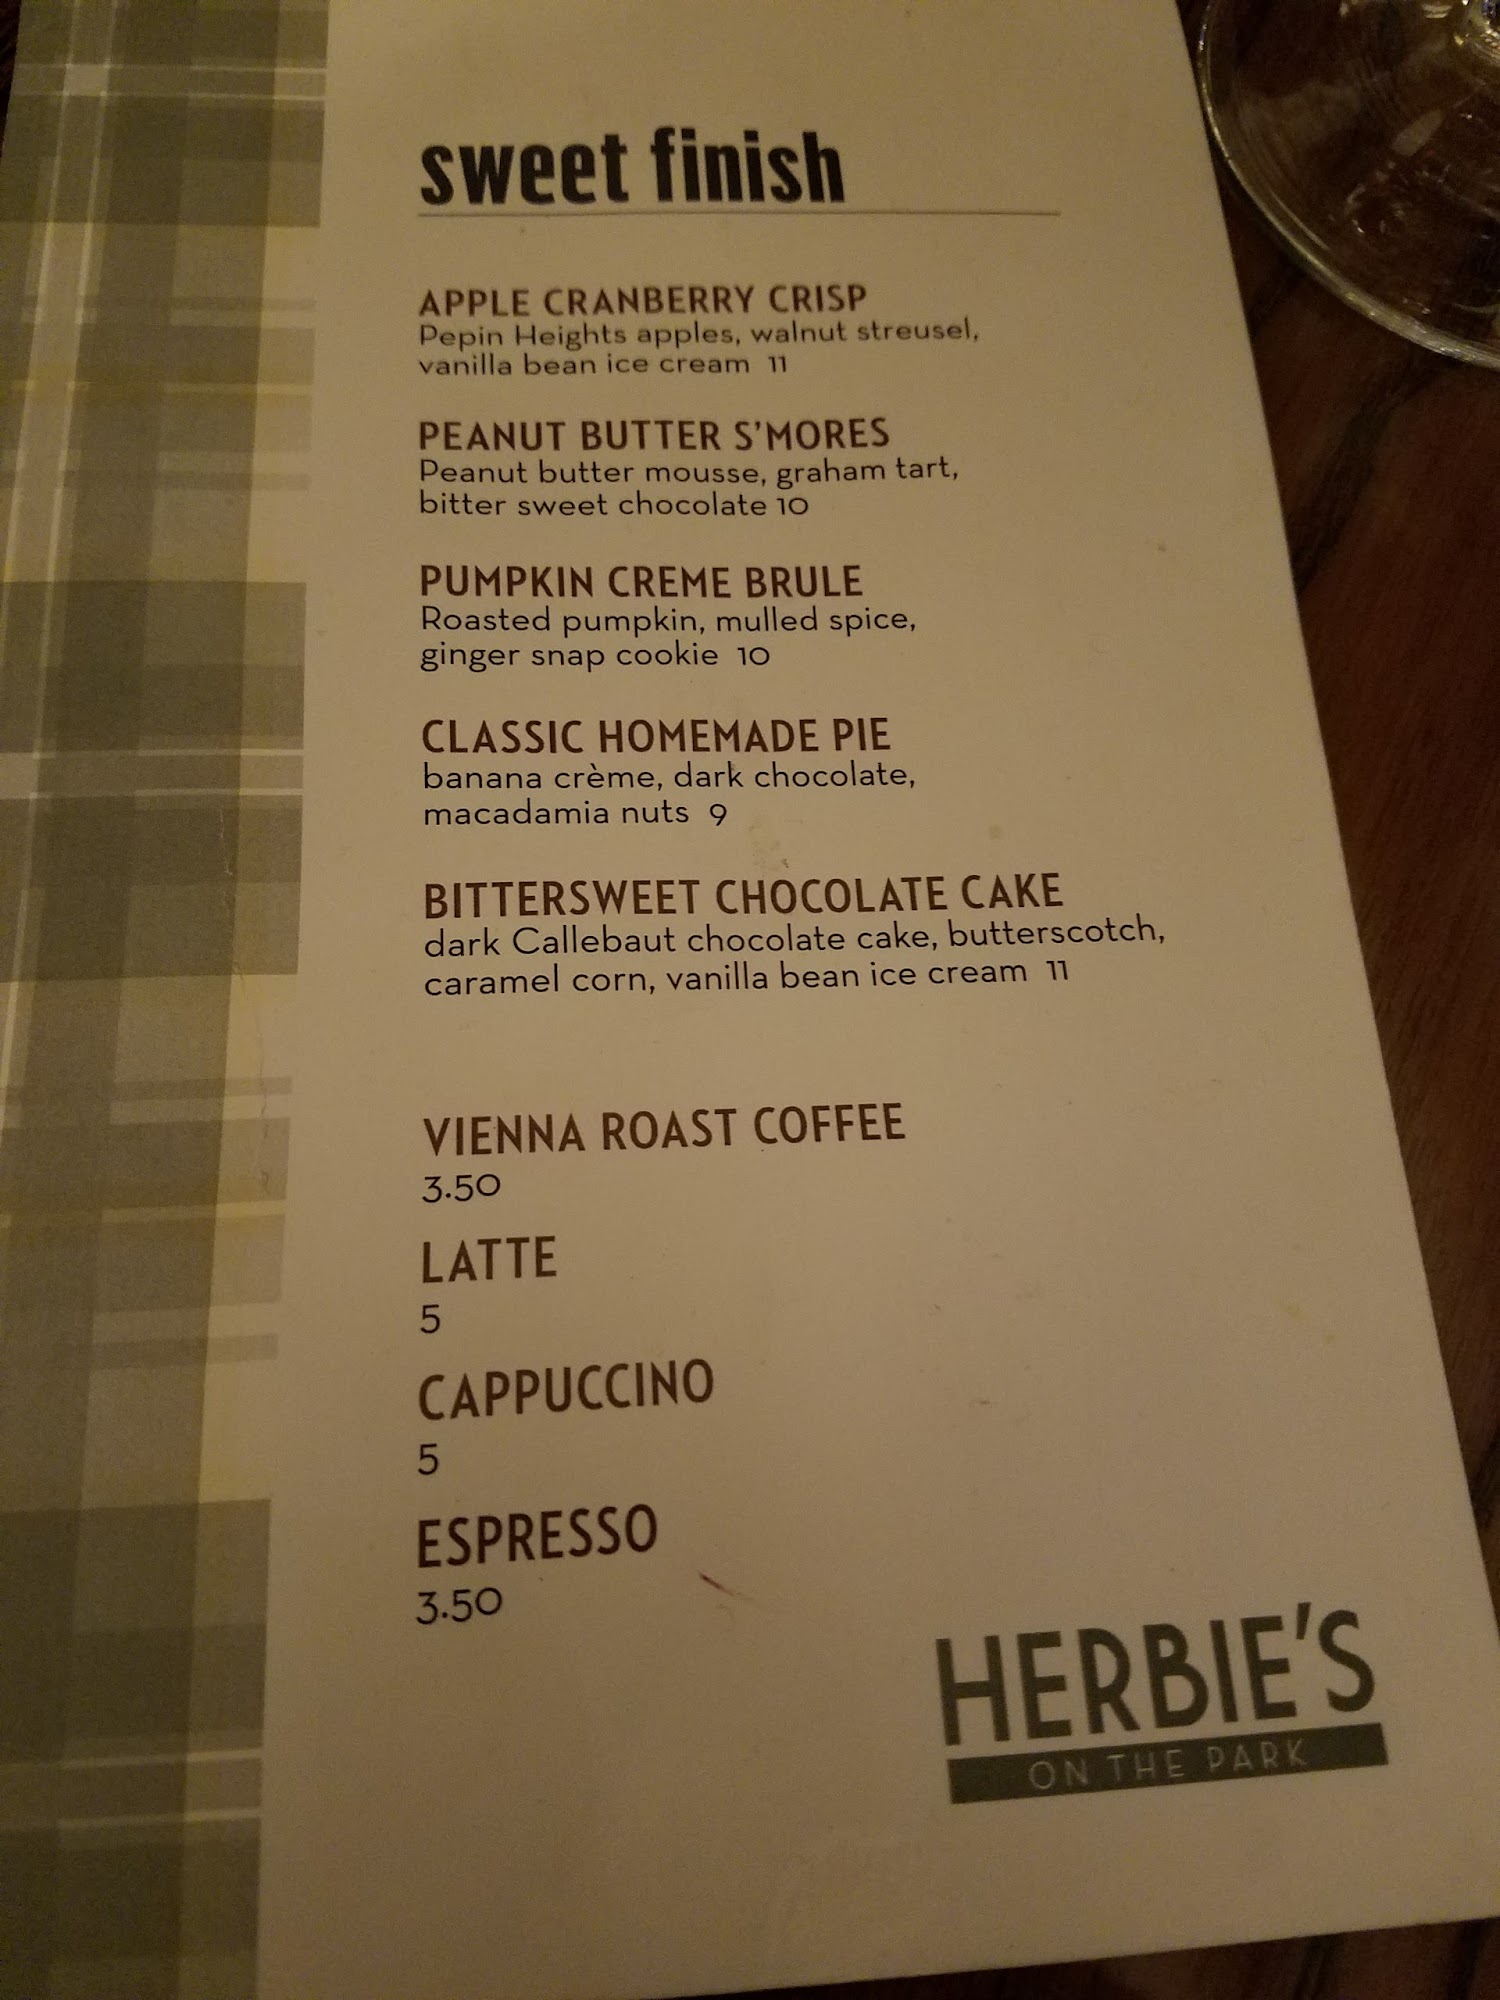 sweet finish
APPLE CRANBERRY CRISP
Pepin Heights apples, walnut streusel,
vanilla bean ice cream 11
PEANUT BUTTER S'MORES
Peanut butter mousse, graham tart,
bitter sweet chocolate 10
PUMPKIN CREME BRULE
Roasted pumpkin, mulled spice,
ginger snap cookie 10
CLASSIC HOMEMADE PIE
banana crème, dark chocolate,
macadamia nuts 9
BITTERSWEET CHOCOLATE CAKE
dark Callebaut chocolate cake, butterscotch,
caramel corn, vanilla bean ice cream 11
VIENNA ROAST COFFEE
3.50
LATTE
5
CAPPUCCINO
5
ESPRESSO
3.50
HERBIE'S
ON THE PARK